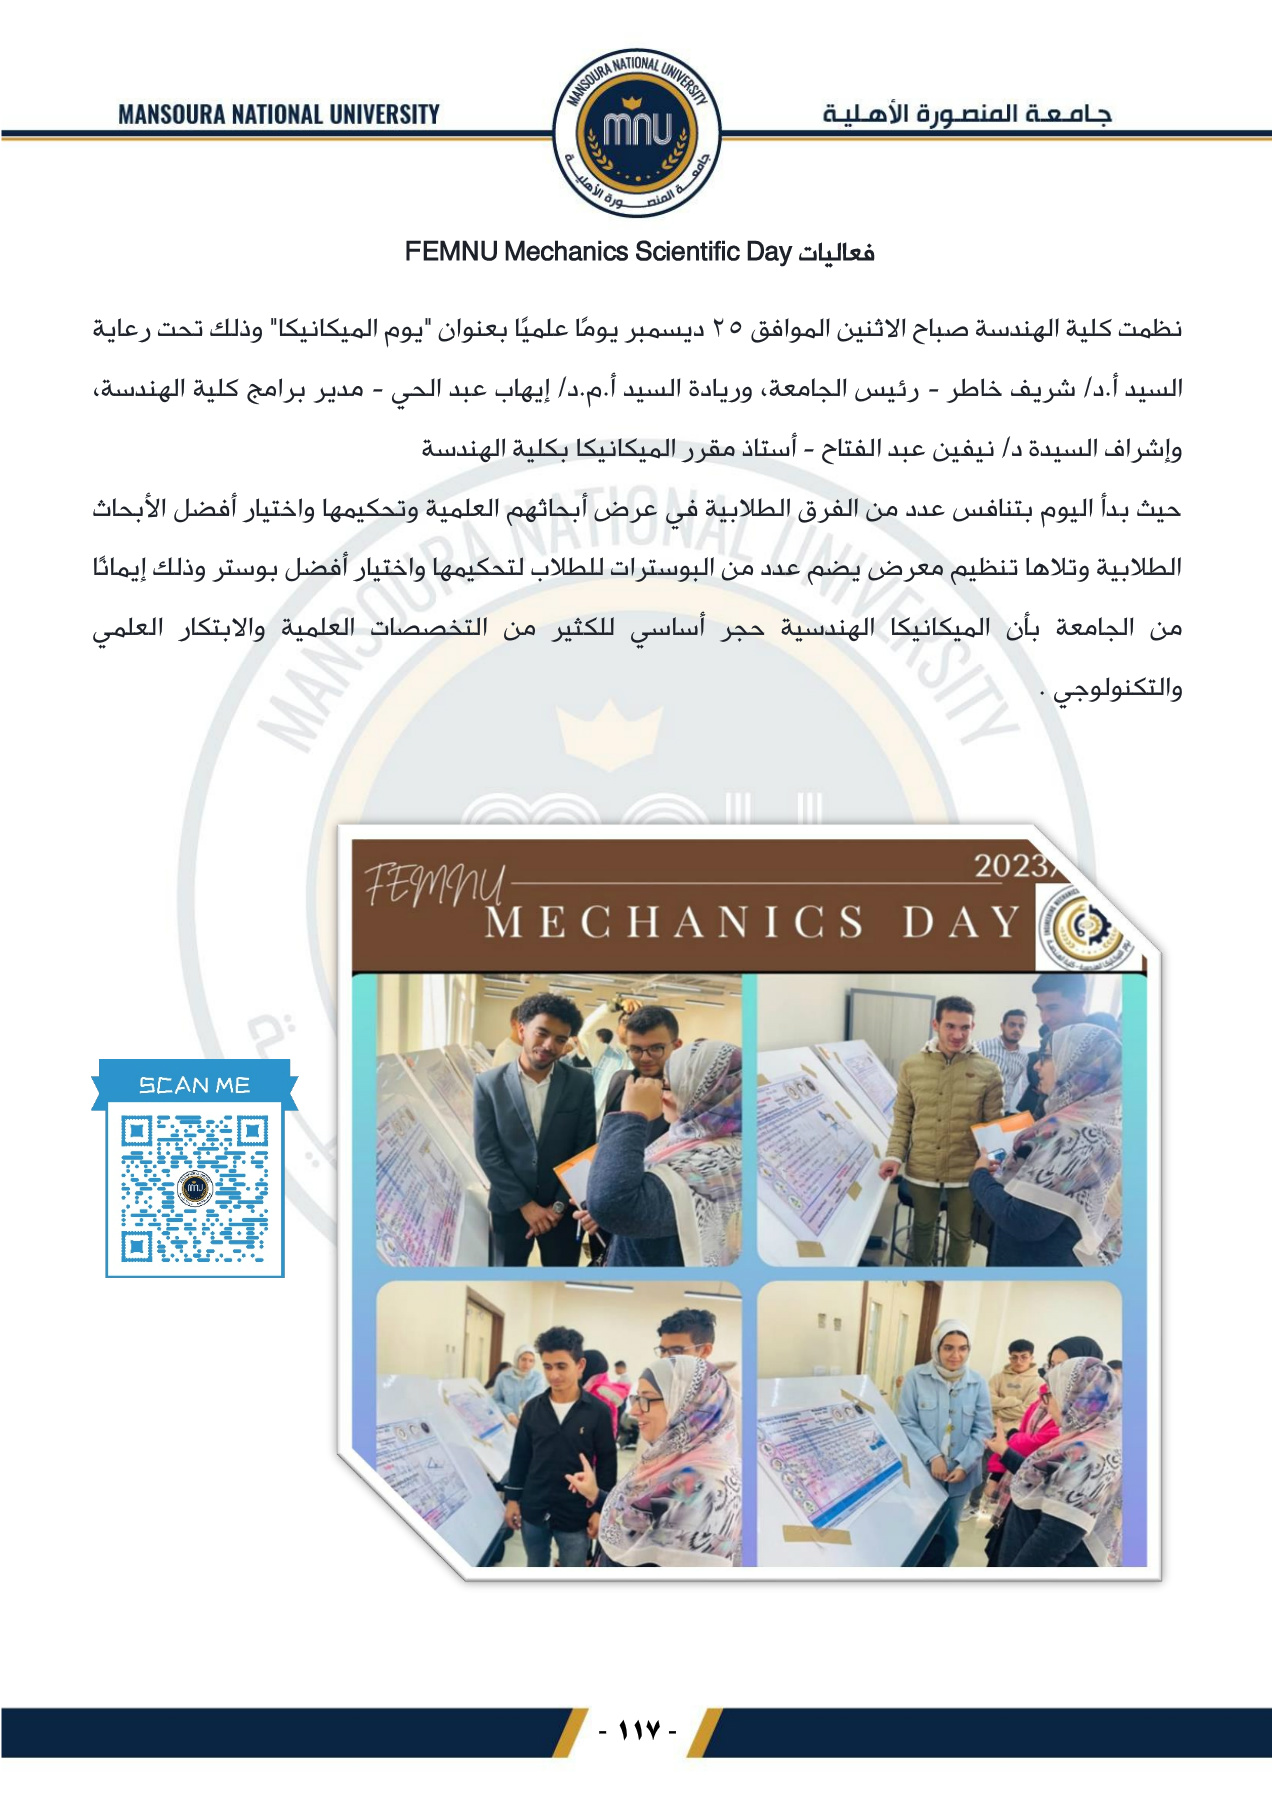 MANSOURA NATIONAL UNIVERSITY
جامعة المنصورة الأهلية
MANSOURA NATIONAL UNIVERSITY
mnu
جامعة المنصورة الأهلية
فعاليات FEMNU Mechanics Scientific Day
نظمت كلية الهندسة صباح الاثنين الموافق ٢٥ ديسمبر يومًا علميًا بعنوان "يوم الميكانيكا" وذلك تحت رعاية
السيد أ.د/ شريف خاطر - رئيس الجامعة، وريادة السيد أ.م.د/ إيهاب عبد الحي - مدير برامج كلية الهندسة،
وإشراف السيدة د/ نيفين عبد الفتاح - أستاذ مقرر الميكانيكا بكلية الهندسة
حيث بدأ اليوم بتنافس عدد من الفرق الطلابية في عرض أبحاثهم العلمية وتحكيمها واختيار أفضل الأبحاث
الطلابية وتلاها تنظيم معرض يضم عدد من البوسترات للطلاب لتحكيمها واختيار أفضل بوستر وذلك إيمانًا
من الجامعة بأن الميكانيكا الهندسية حجر أساسي للكثير من التخصصات العلمية والابتكار العلمي
والتكنولوجي .
MANSOURA NATIONAL UNIVERSITY
FEMNU
2023/
MECHANICS DAY
SCAN ME
mnu
- ١١٧ -